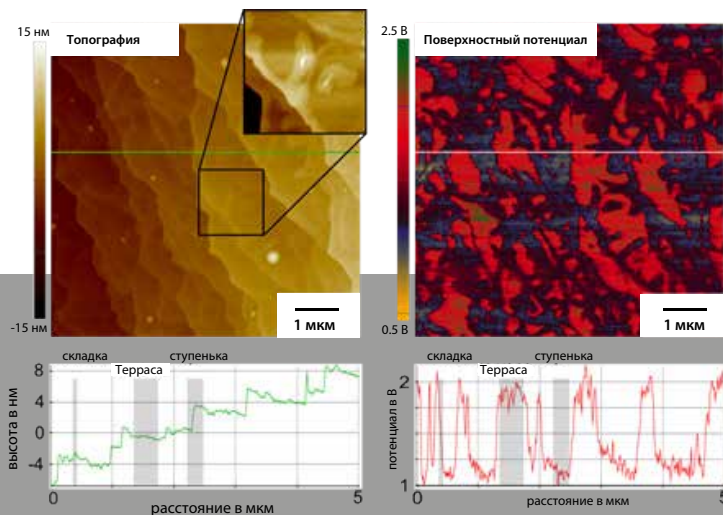 15 нм
Топография
-15 нм
1 мкм
2.5 В
Поверхностный потенциал
0.5 В
1 мкм
складка
ступенька
Терраса
высота в нм
8
4
0
-4
0
5
расстояние в мкм
складка
ступенька
Терраса
потенциал в В
2
1
0
5
расстояние в мкм